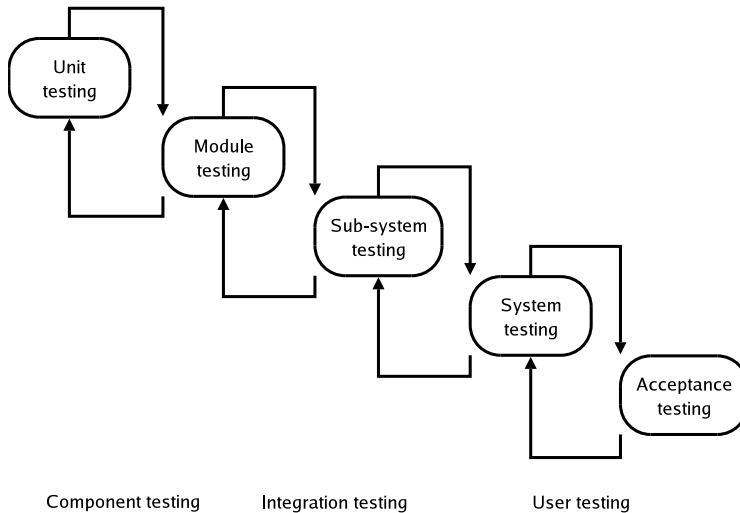 Unit
testing
Module
testing
Sub-system
testing
System
testing
Acceptance
testing
Component testing
Integration testing
User testing